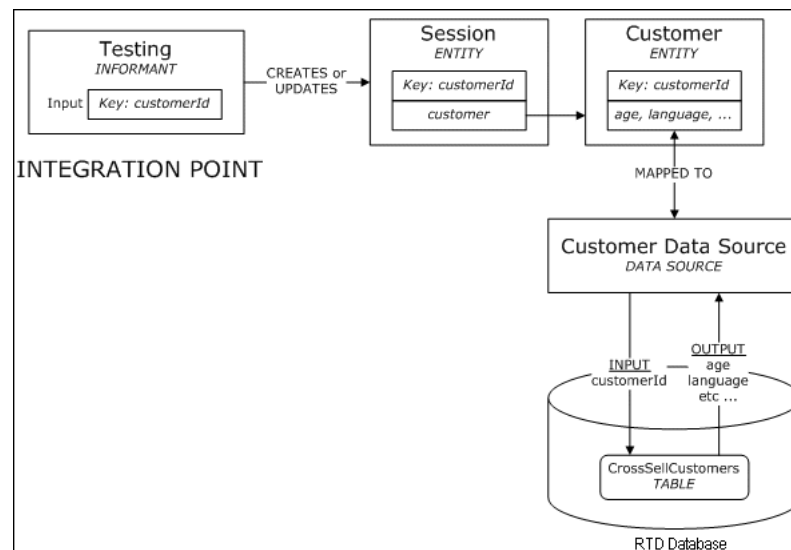 Testing
INFORMANT
Input
Key: customerId
CREATES or
UPDATES
Session
ENTITY
Key: customerId
customer
Customer
ENTITY
Key: customerId
age, language, ...
INTEGRATION POINT
MAPPED TO
Customer Data Source
DATA SOURCE
INPUT
customerId
OUTPUT
age
language
etc ...
CrossSellCustomers
TABLE
RTD Database